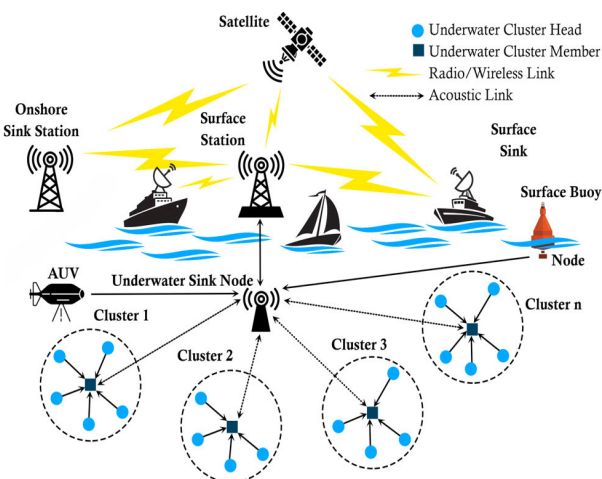 Satellite
Underwater Cluster Head
Underwater Cluster Member
Radio/Wireless Link
Acoustic Link
Onshore
Sink Station
Surface
Station
Surface
Sink
Surface Buoy
Node
AUV
Underwater Sink Node
Cluster 1
Cluster 2
Cluster 3
Cluster n